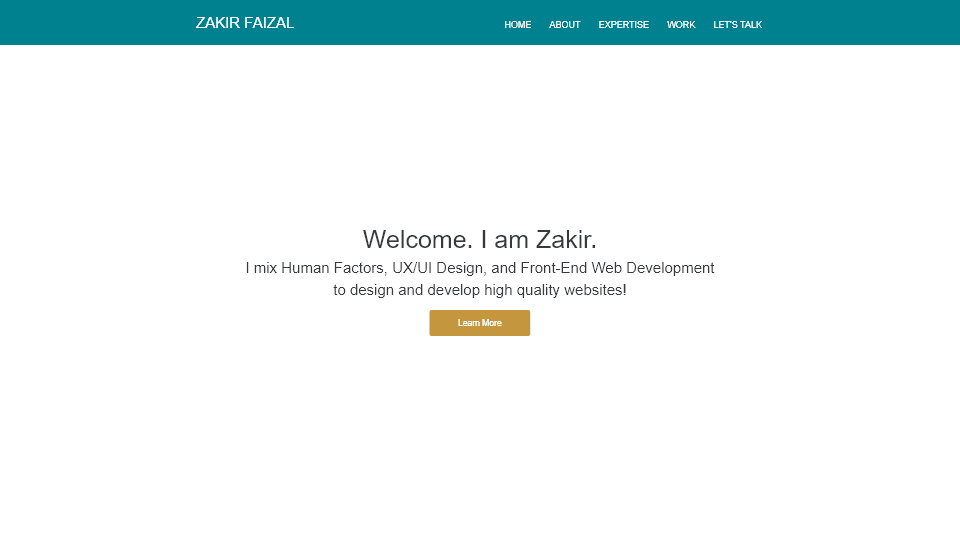 ZAKIR FAIZAL
HOME ABOUT EXPERTISE WORK LET'S TALK
Welcome. I am Zakir.
I mix Human Factors, UX/UI Design, and Front-End Web Development
to design and develop high quality websites!
Learn More